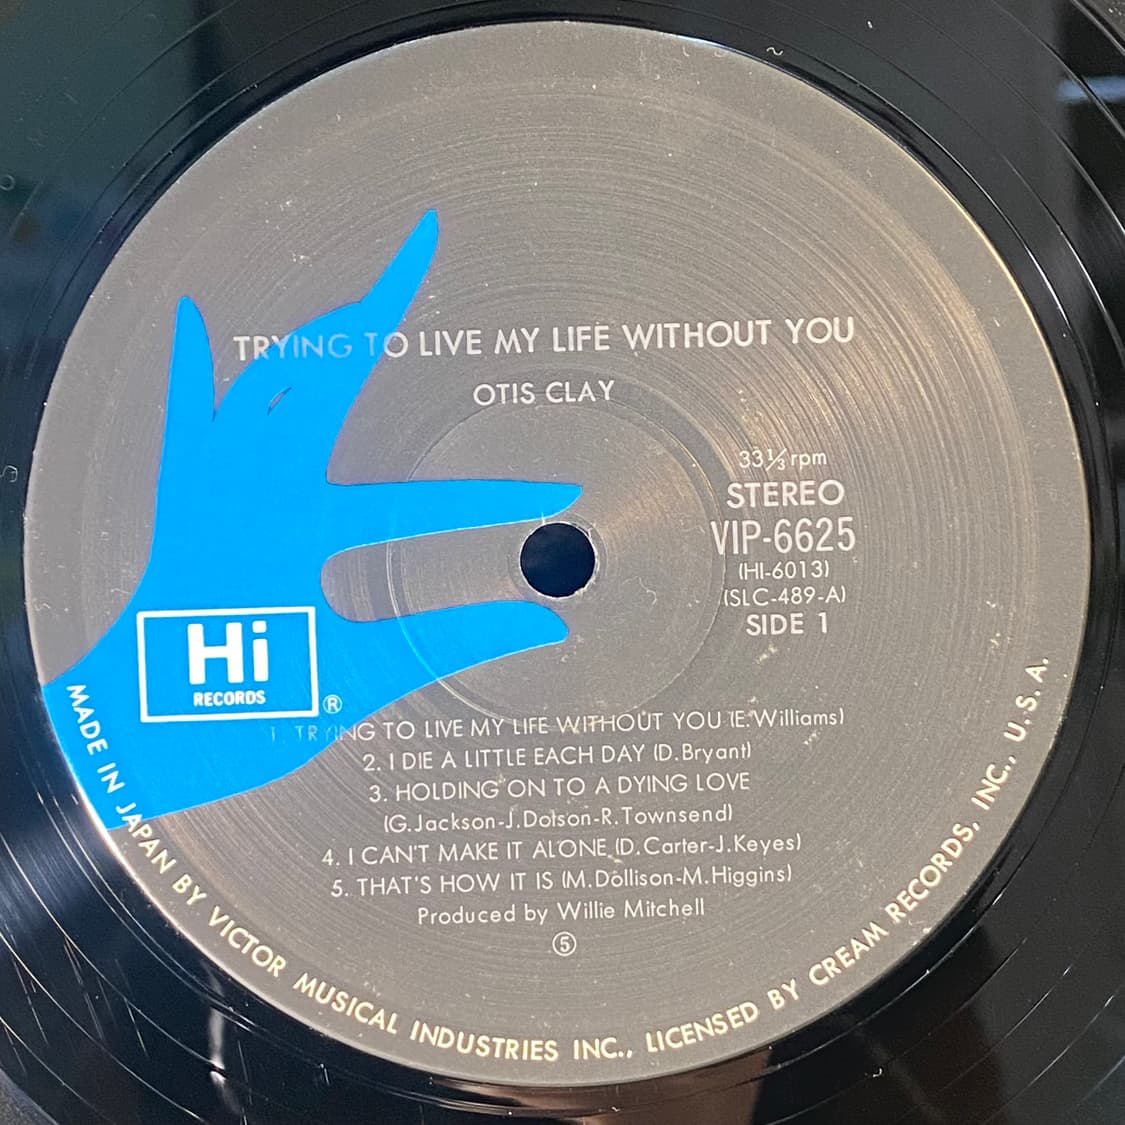 TRYING TO LIVE MY LIFE WITHOUT YOU
OTIS CLAY
33⅓ rpm
STEREO
VIP-6625
(HI-6013)
(SLC-489-A)
SIDE 1
Hi
RECORDS
®
1. TRYING TO LIVE MY LIFE WITHOUT YOU (E. Williams)
2. I DIE A LITTLE EACH DAY (D. Bryant)
3. HOLDING ON TO A DYING LOVE
(G. Jackson-J. Dotson-R. Townsend)
4. I CAN'T MAKE IT ALONE (D. Carter-J. Keyes)
5. THAT'S HOW IT IS (M. Dollison-M. Higgins)
Produced by Willie Mitchell
⑤
MADE IN JAPAN BY VICTOR MUSICAL INDUSTRIES INC., LICENSED BY CREAM RECORDS, INC., U.S.A.